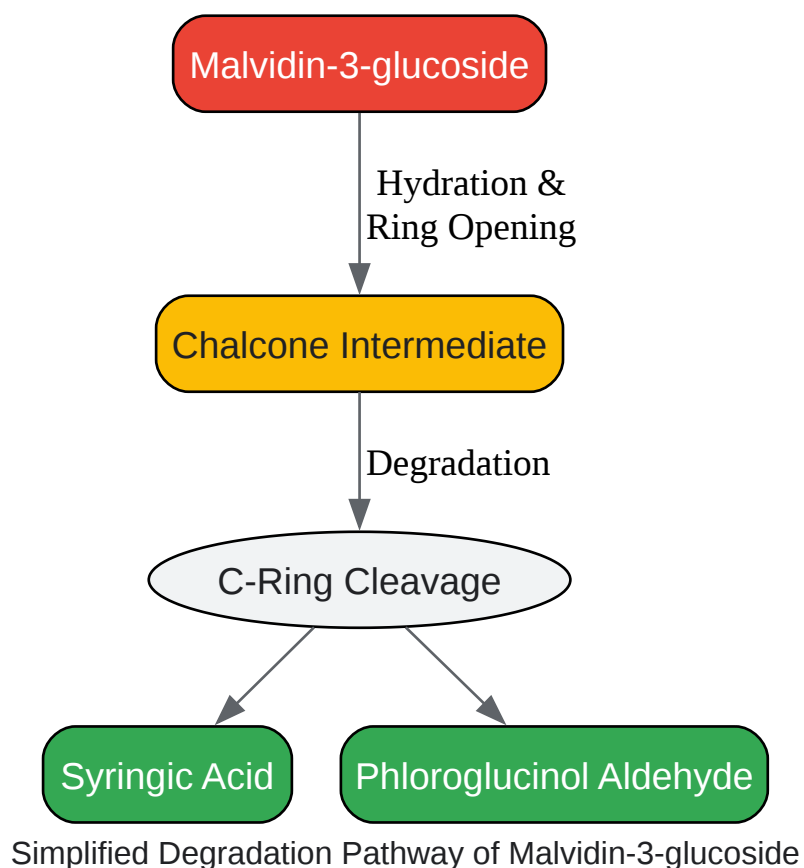 Malvidin-3-glucoside
Hydration &
Ring Opening
Chalcone Intermediate
Degradation
C-Ring Cleavage
Syringic Acid
Phloroglucinol Aldehyde
Simplified Degradation Pathway of Malvidin-3-glucoside